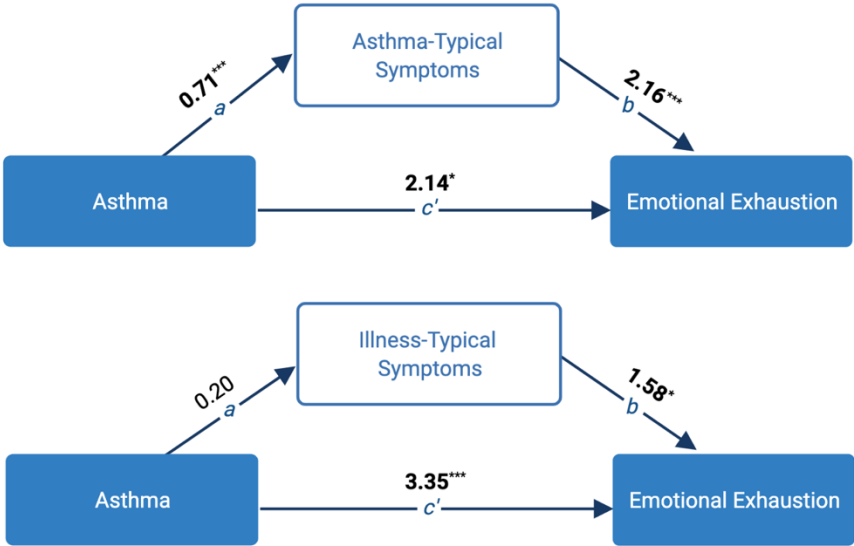 Asthma-Typical
Symptoms
0.71***
a
2.16***
b
Asthma
2.14*
c'
Emotional Exhaustion
Illness-Typical
Symptoms
0.20
a
1.58*
b
Asthma
3.35***
c'
Emotional Exhaustion